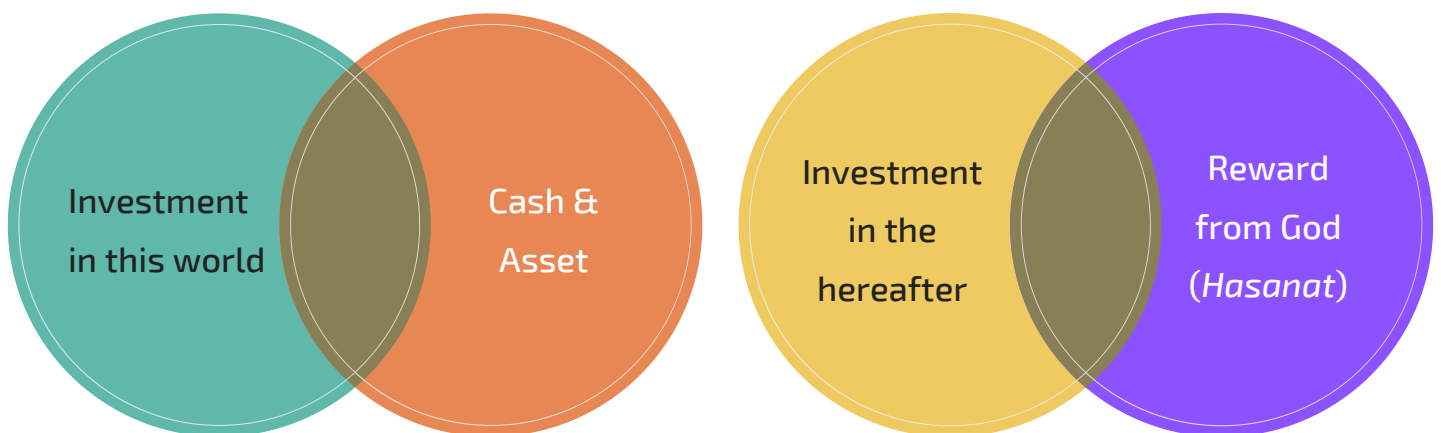 Investment
in this world
Cash &
Asset
Investment
in the
hereafter
Reward
from God
(Hasanat)